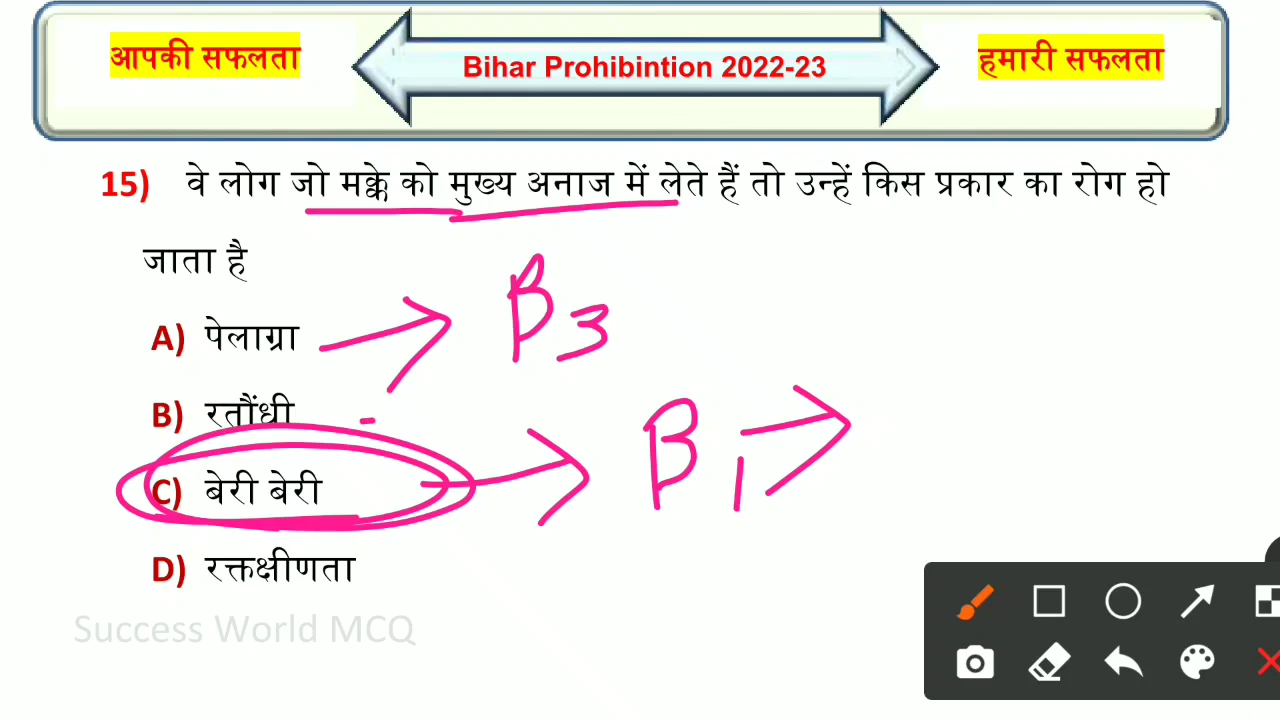 आपकी सफलता
Bihar Prohibintion 2022-23
हमारी सफलता
15) वे लोग जो मक्के को मुख्य अनाज में लेते हैं तो उन्हें किस प्रकार का रोग हो
जाता है
A) पेलाग्रा
B3
B) रतौंधी
C) बेरी बेरी
B1
D) रक्तक्षीणता
Success World MCQ